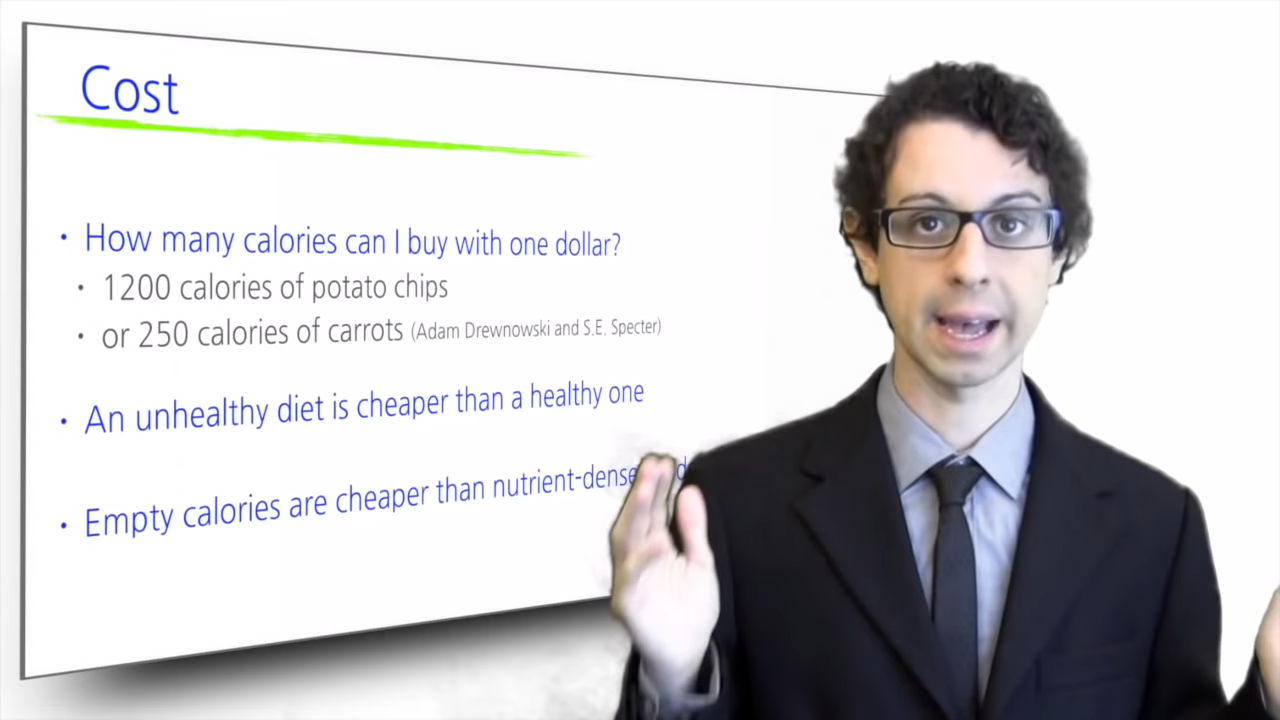 Cost
• How many calories can I buy with one dollar?
• 1200 calories of potato chips
• or 250 calories of carrots (Adam Drewnowski and S.E. Specter)
• An unhealthy diet is cheaper than a healthy one
• Empty calories are cheaper than nutrient-dense